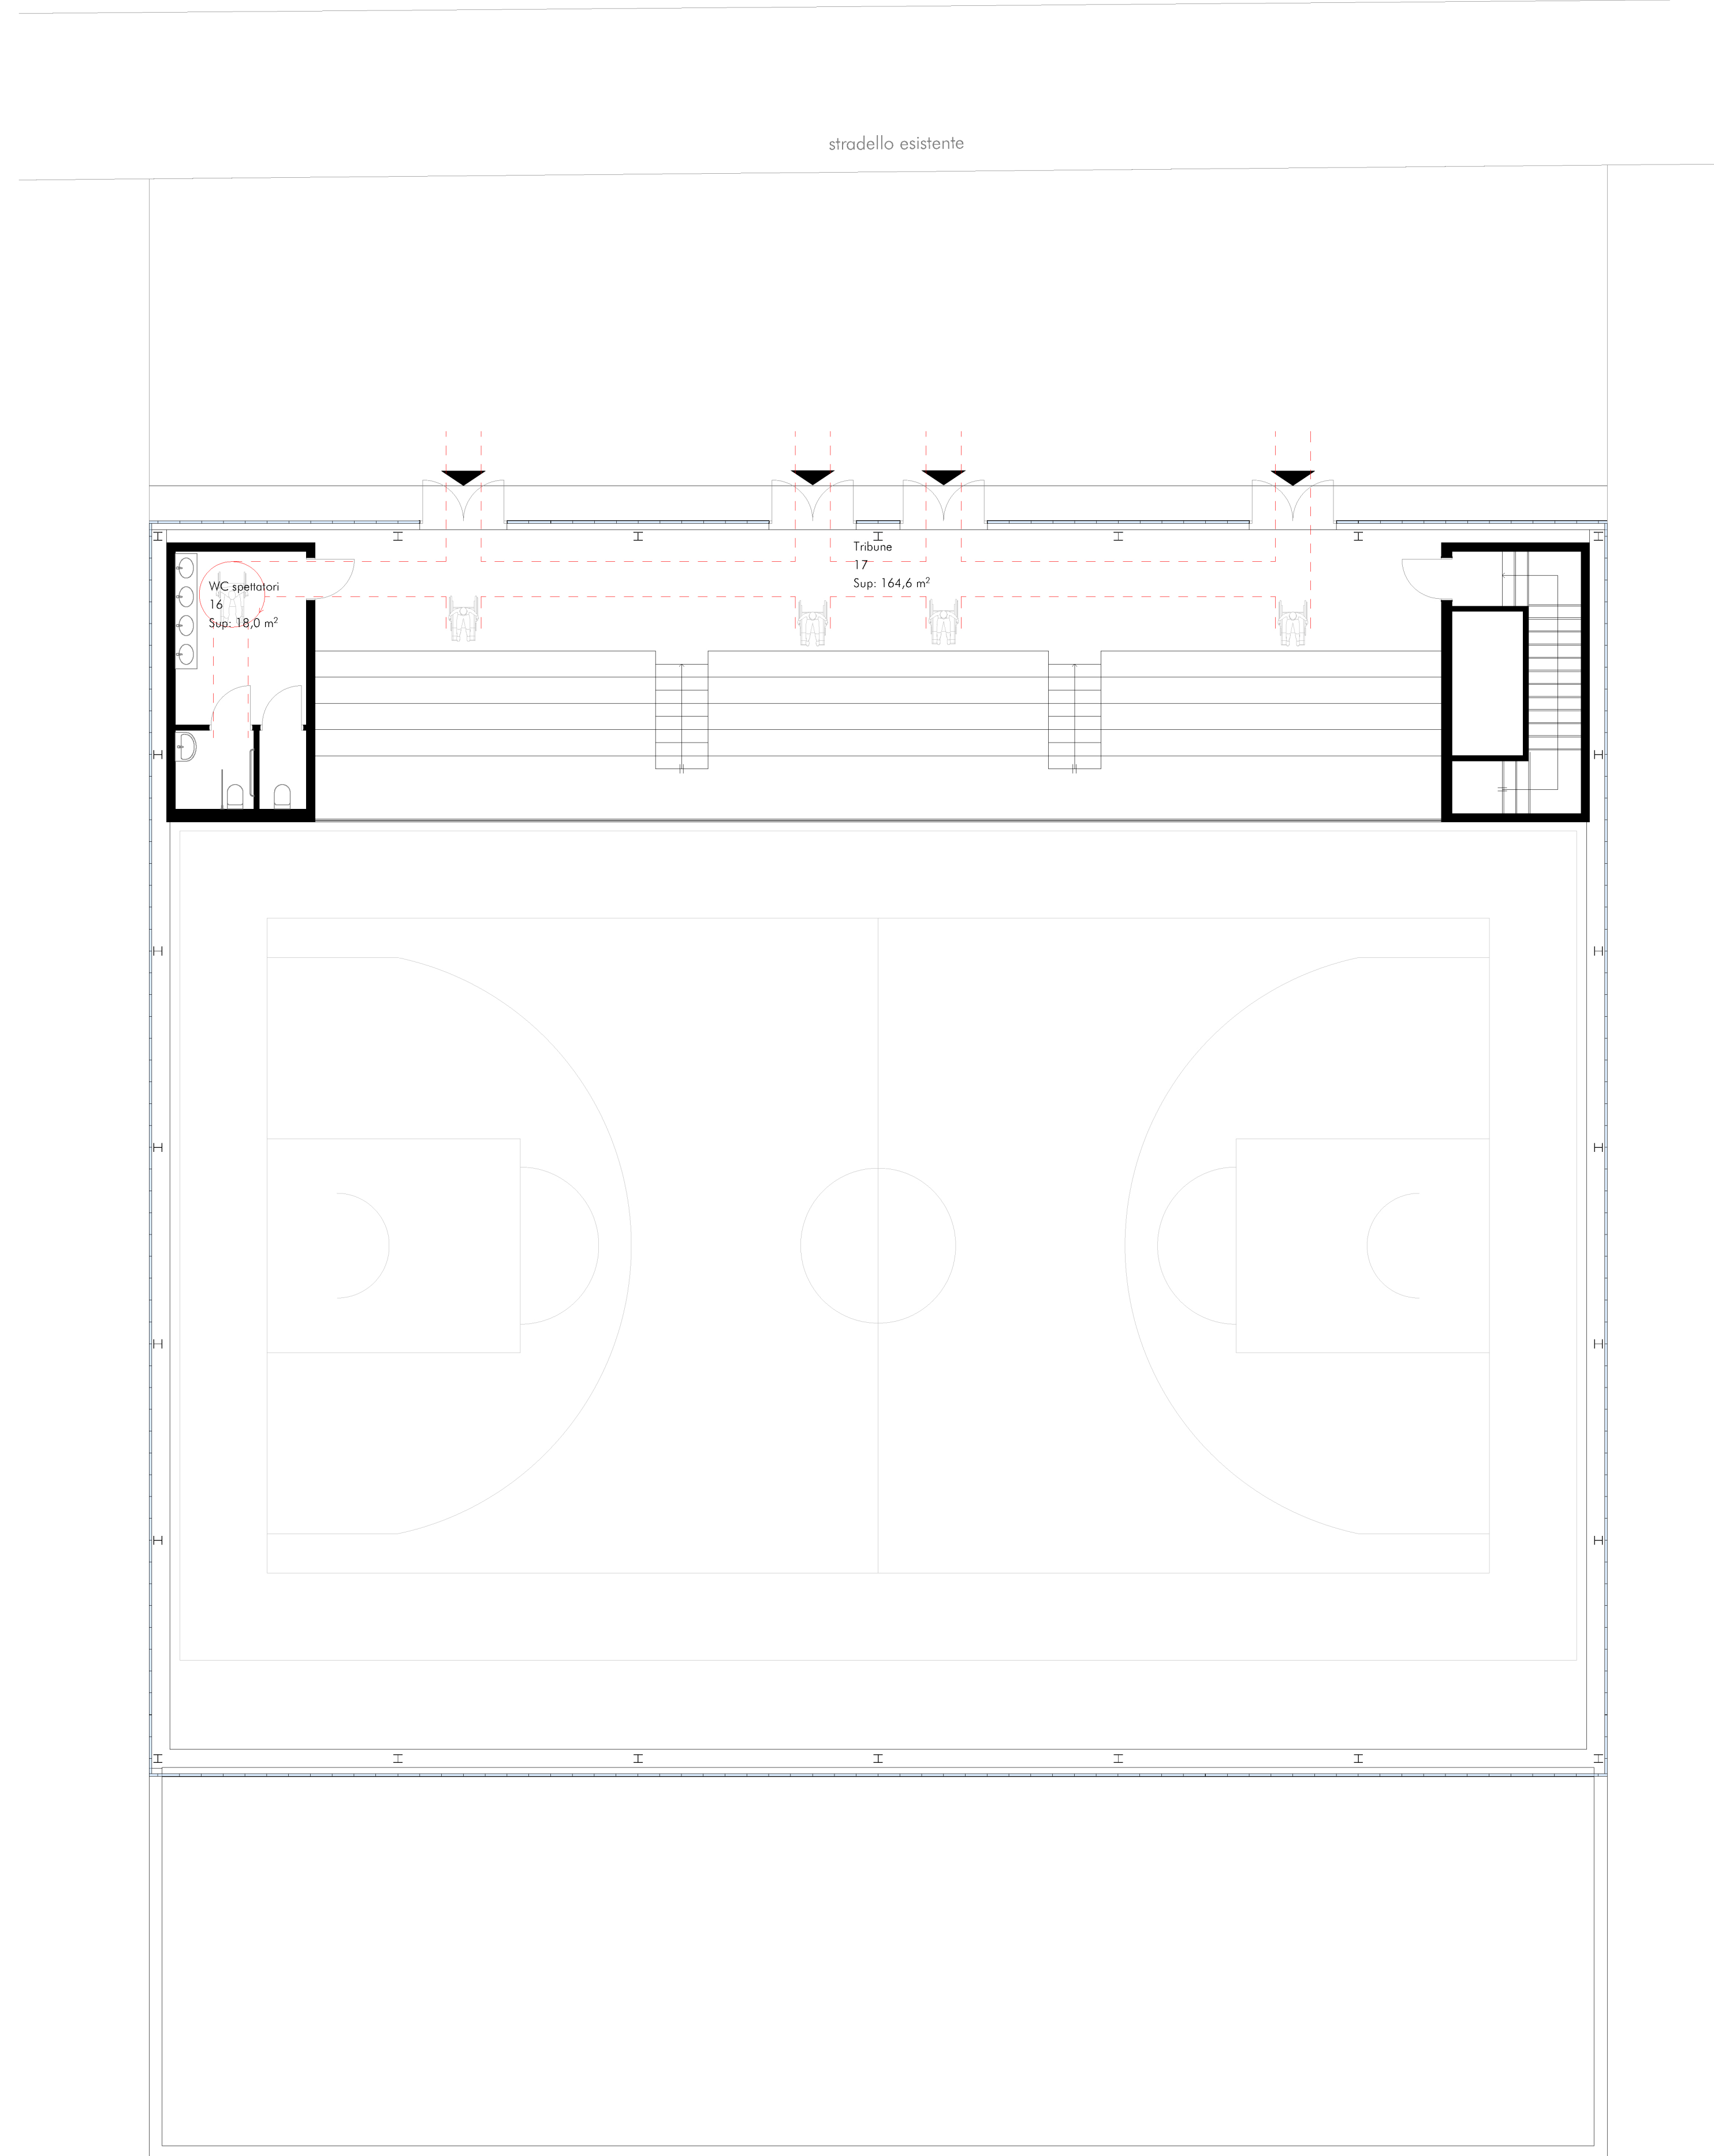 stradello esistente
Tribune
17
Sup: 164,6 m²
WC spettatori
16
Sup: 18,0 m²